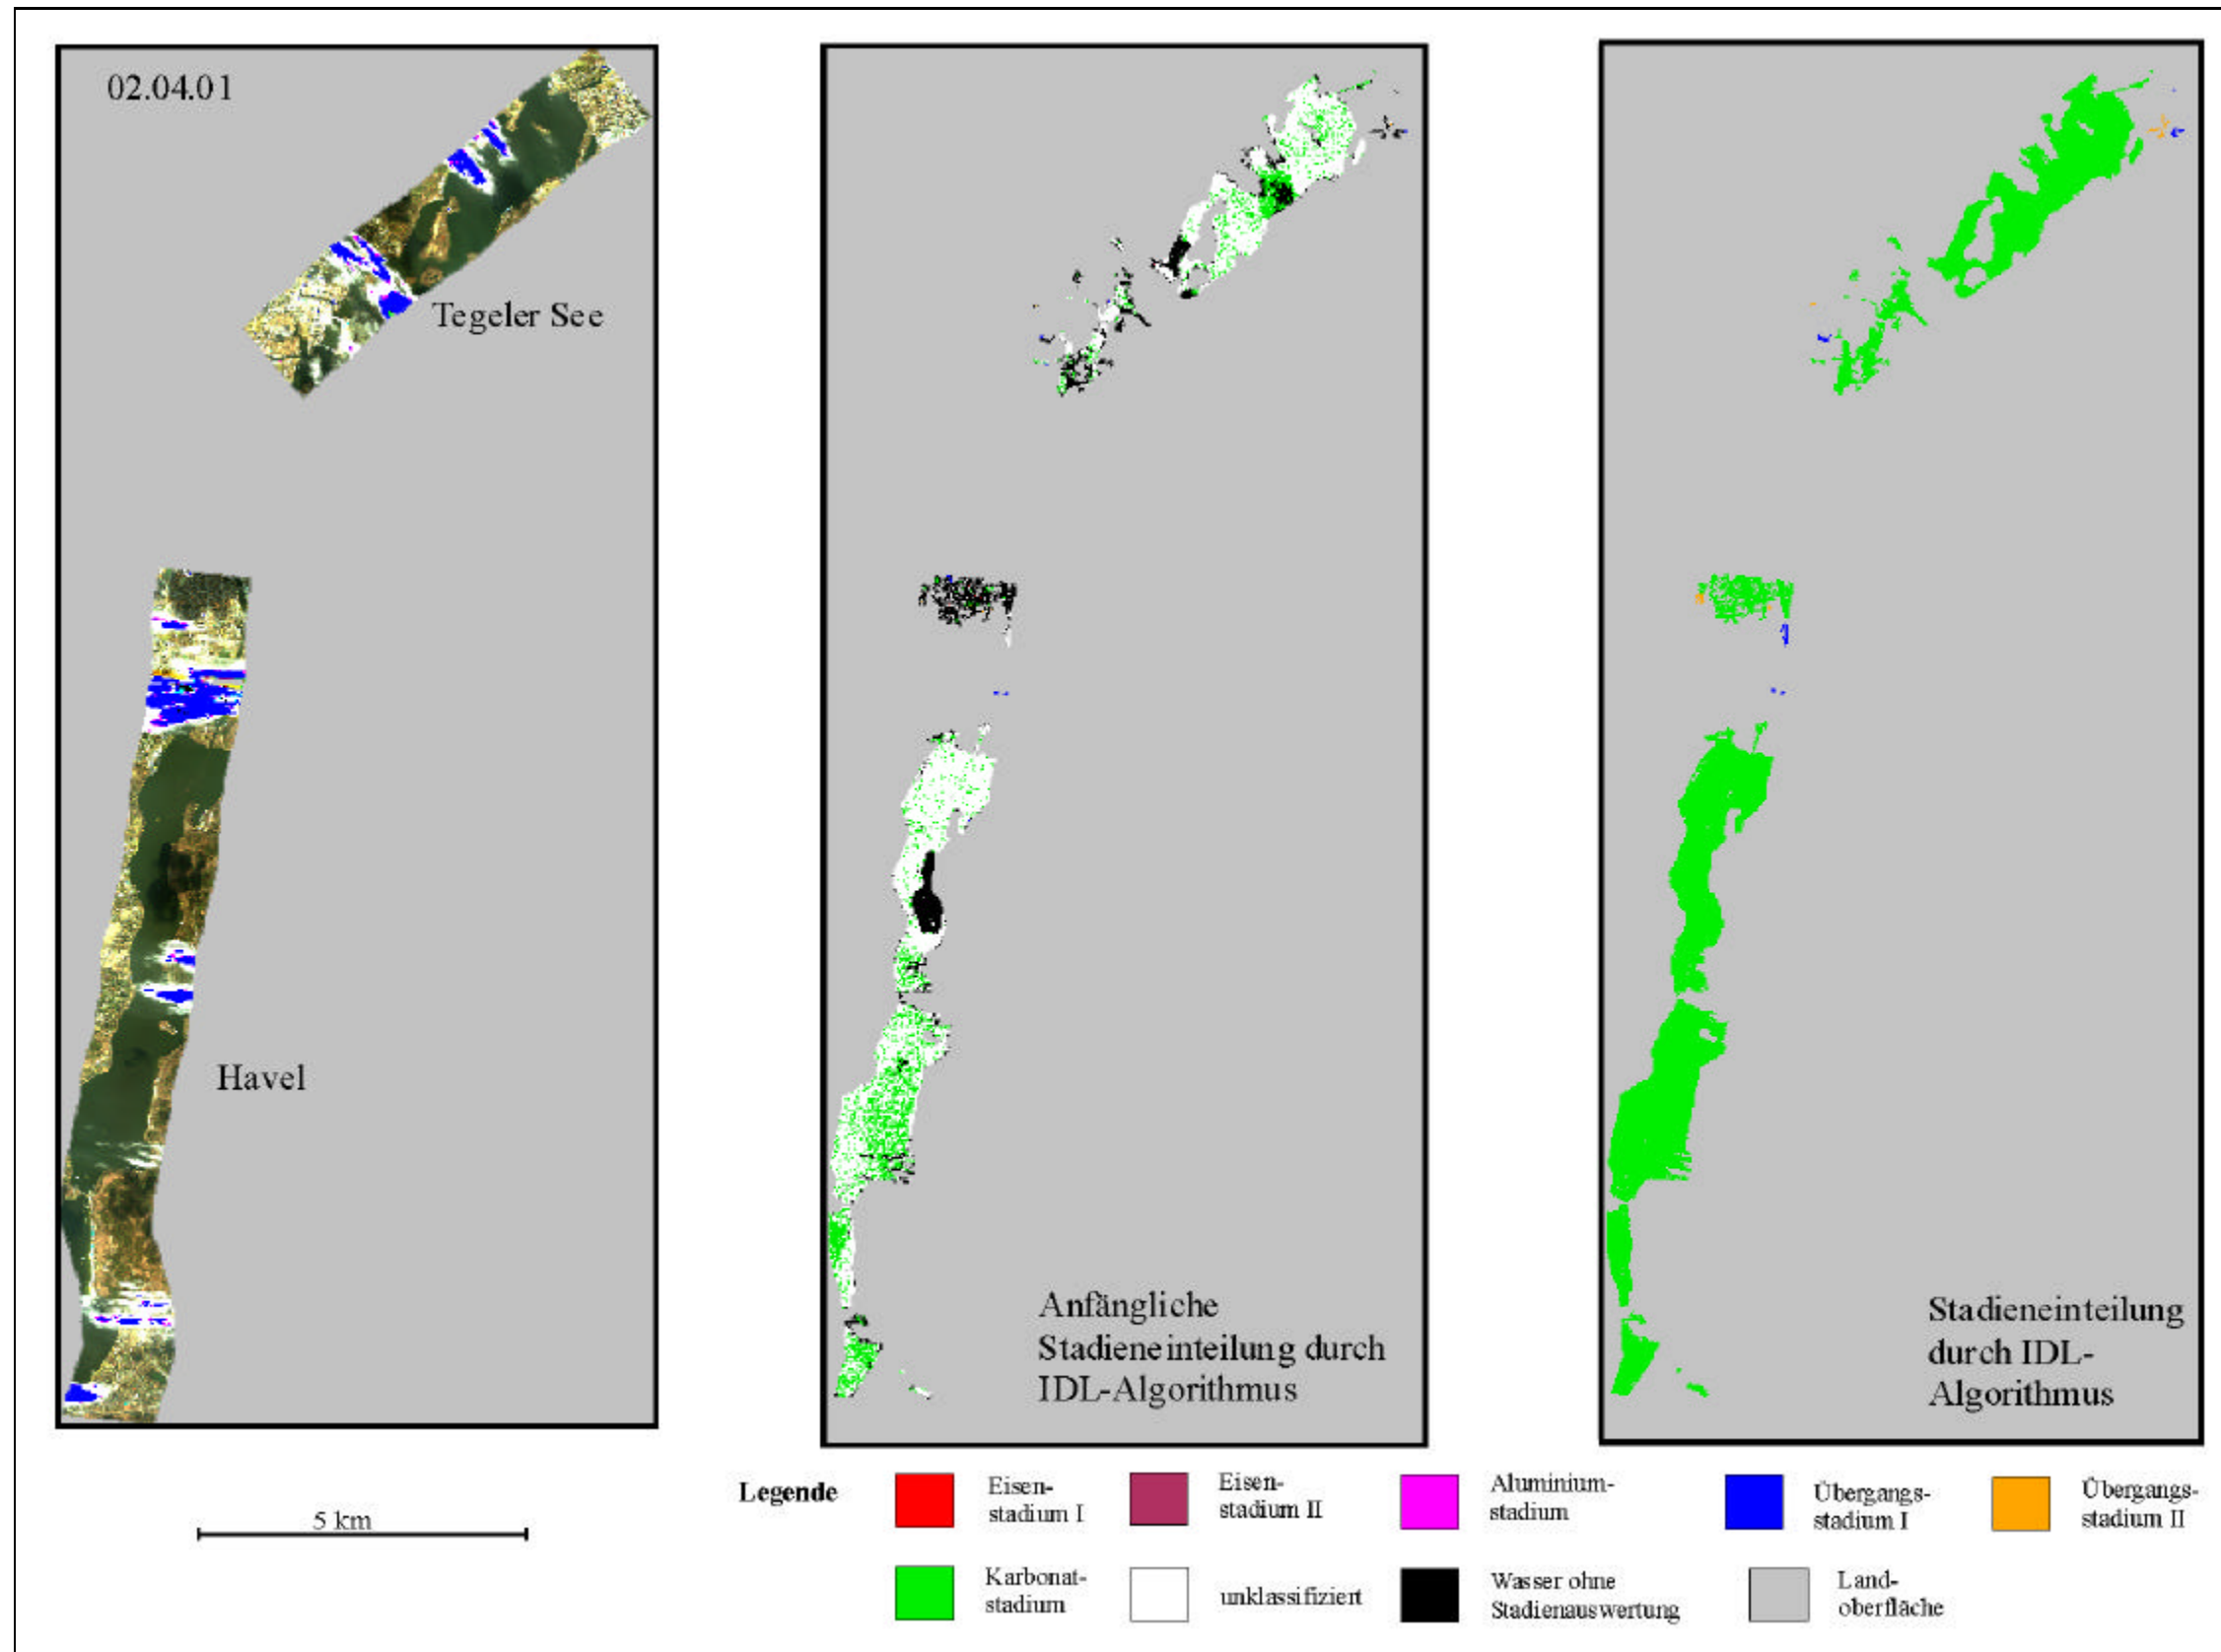 02.04.01
Tegeler See
Havel
Anfängliche
Stadieneinteilung durch
IDL-Algorithmus
Stadieneinteilung
durch IDL-
Algorithmus
5 km
Legende
Eisen-
stadium I
Eisen-
stadium II
Aluminium-
stadium
Übergangs-
stadium I
Übergangs-
stadium II
Karbonat-
stadium
unklassifiziert
Wasser ohne
Stadienauswertung
Land-
oberfläche